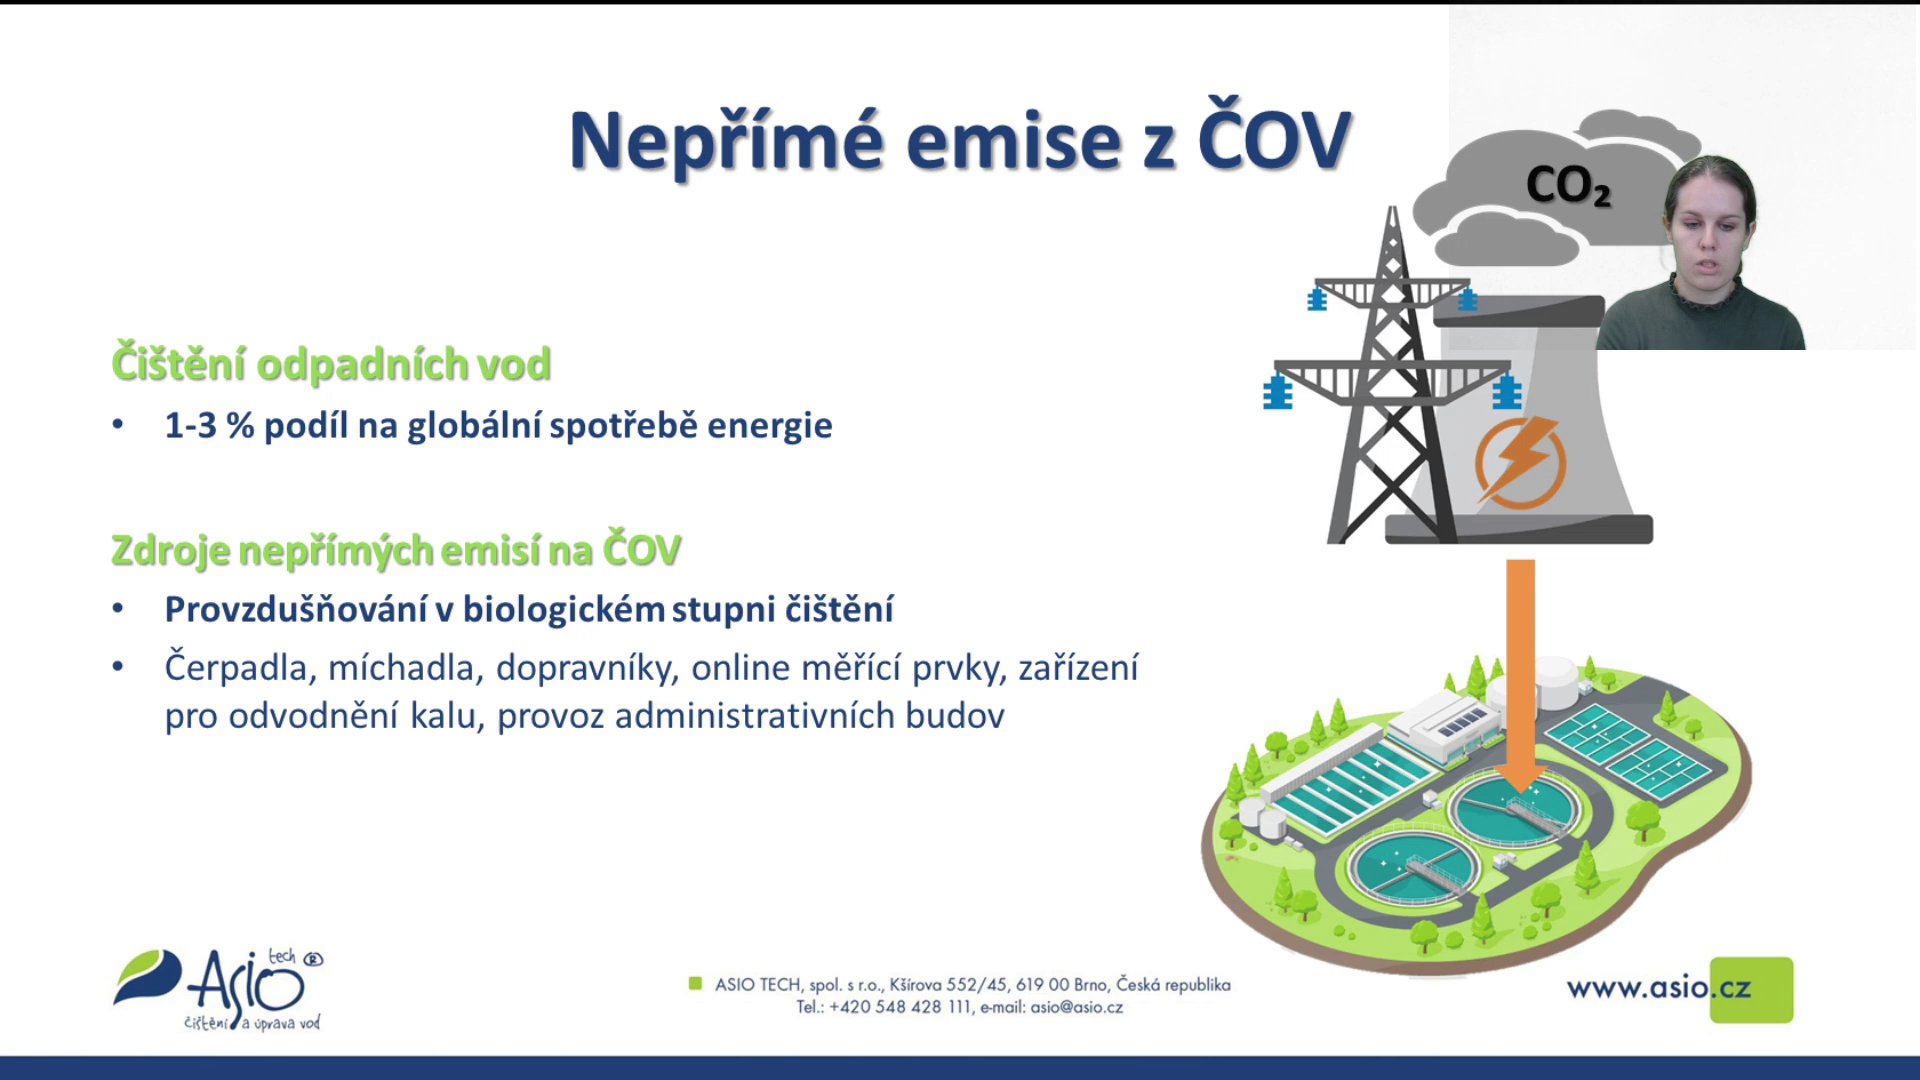 Nepřímé emise z ČOV
CO₂
Čištění odpadních vod
• 1-3 % podíl na globální spotřebě energie
Zdroje nepřímých emisí na ČOV
• Provzdušňování v biologickém stupni čištění
• Čerpadla, míchadla, dopravníky, online měřící prvky, zařízení
pro odvodnění kalu, provoz administrativních budov
Asio tech ®
čištění a úprava vod
ASIO TECH, spol. s r.o., Kšírova 552/45, 619 00 Brno, Česká republika
Tel.: +420 548 428 111, e-mail: asio@asio.cz
www.asio.cz